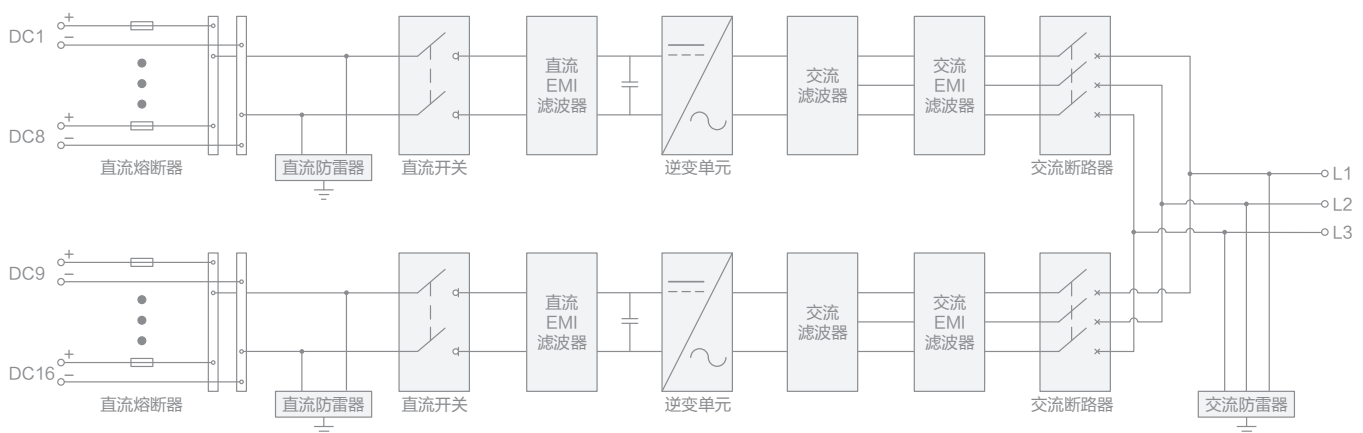 DC1
+
−
+
DC8
−
直流熔断器
直流防雷器
直流开关
直流
EMI
滤波器
逆变单元
交流
滤波器
交流
EMI
滤波器
交流断路器
L1
L2
L3
DC9
+
−
+
DC16
−
直流熔断器
直流防雷器
直流开关
直流
EMI
滤波器
逆变单元
交流
滤波器
交流
EMI
滤波器
交流断路器
交流防雷器